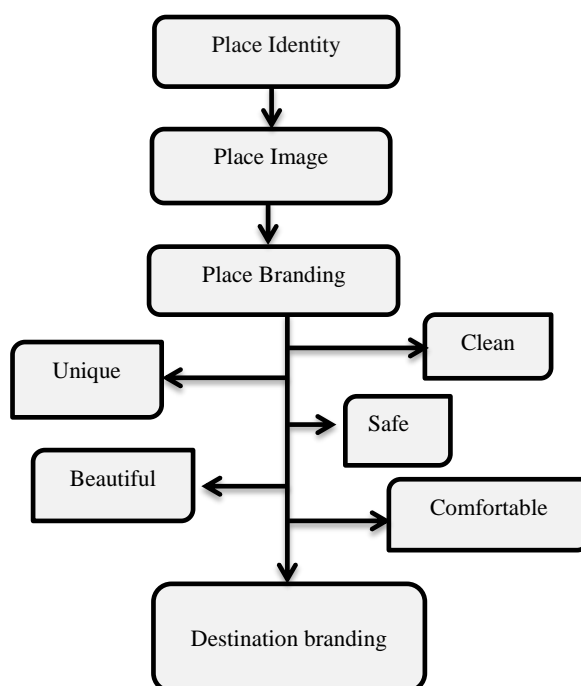 Place Identity
Place Image
Place Branding
Clean
Unique
Safe
Beautiful
Comfortable
Destination branding